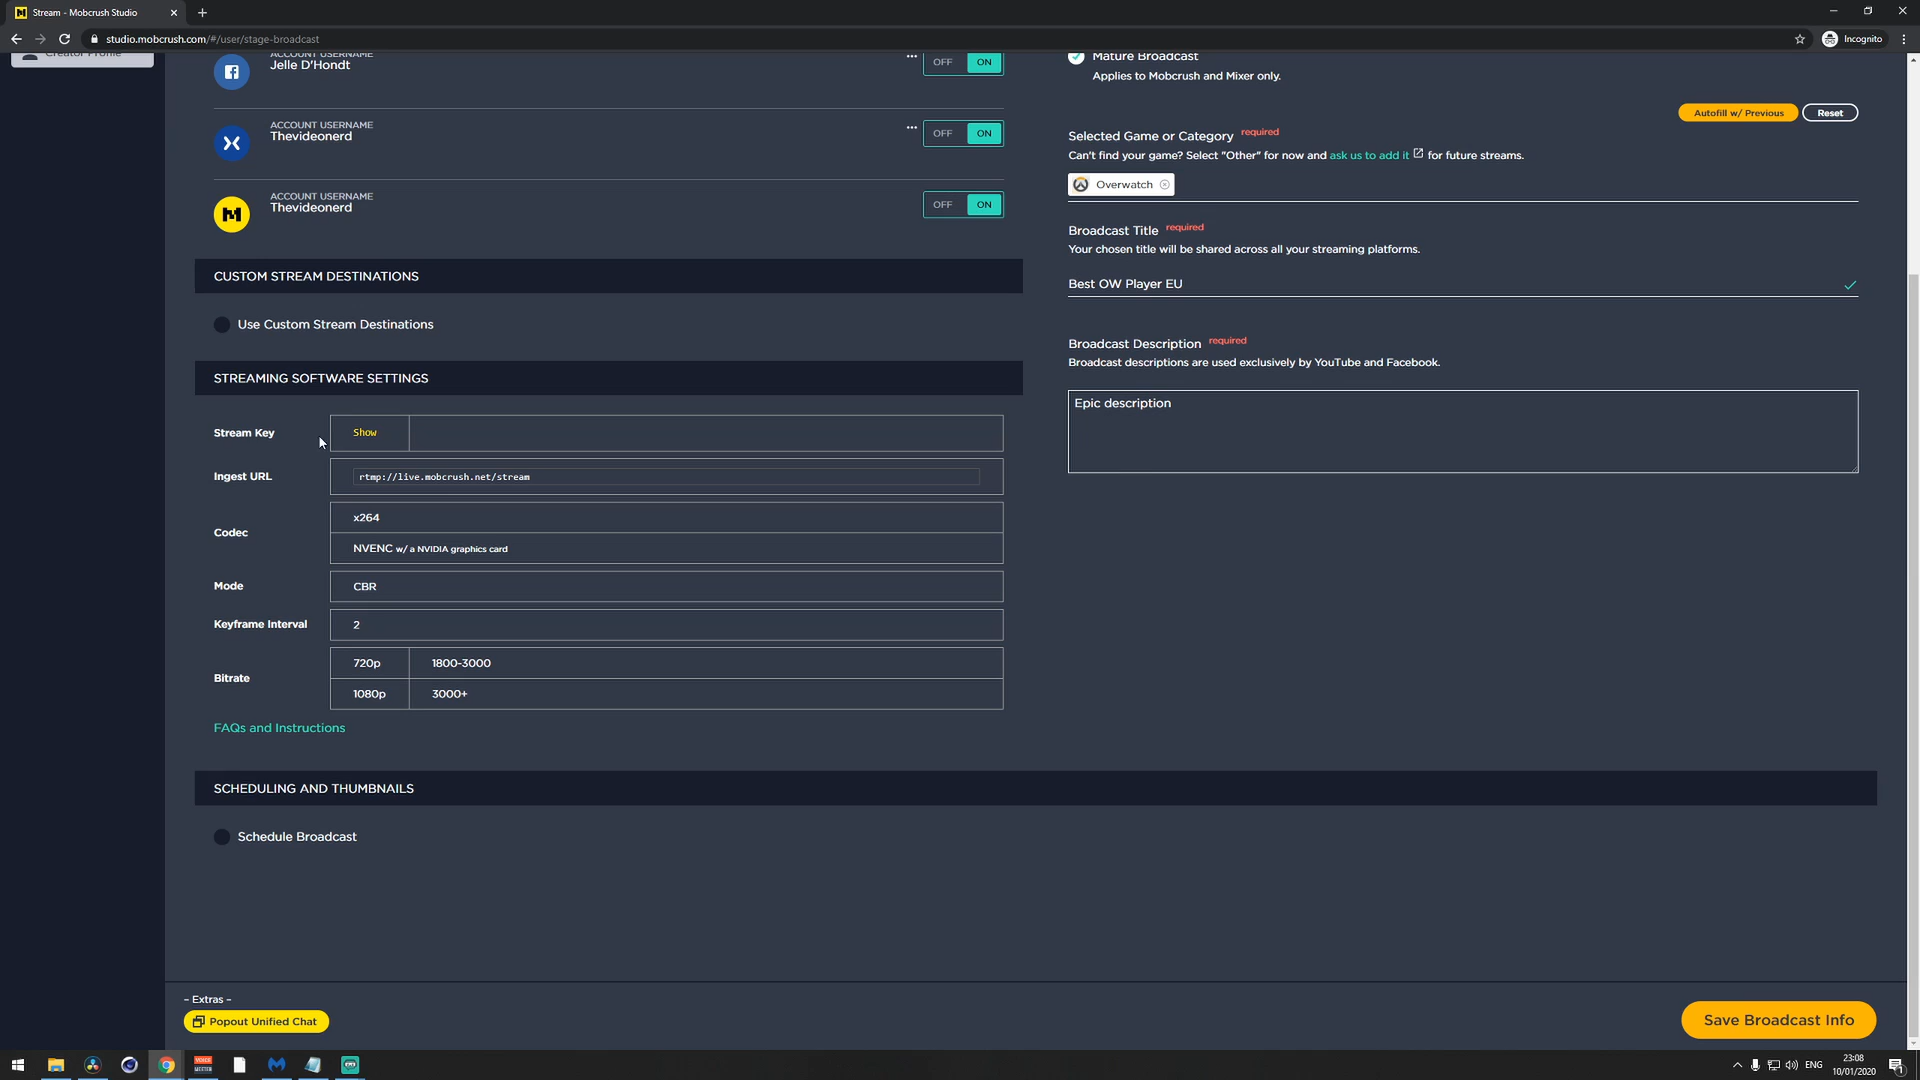 Stream - Mobcrush Studio
studio.mobcrush.com/#/user/stage-broadcast
Incognito
Creator Profile
ACCOUNT USERNAME
Jelle D'Hondt
OFF ON
ACCOUNT USERNAME
Thevideonerd
OFF ON
ACCOUNT USERNAME
Thevideonerd
OFF ON
CUSTOM STREAM DESTINATIONS
Use Custom Stream Destinations
STREAMING SOFTWARE SETTINGS
Stream Key
Show
Ingest URL
rtmp://live.mobcrush.net/stream
Codec
x264
NVENC w/ a NVIDIA graphics card
Mode
CBR
Keyframe Interval
2
Bitrate
720p 1800-3000
1080p 3000+
FAQs and Instructions
SCHEDULING AND THUMBNAILS
Schedule Broadcast
Mature Broadcast
Applies to Mobcrush and Mixer only.
Autofill w/ Previous
Reset
Selected Game or Category required
Can't find your game? Select "Other" for now and ask us to add it for future streams.
Overwatch
Broadcast Title required
Your chosen title will be shared across all your streaming platforms.
Best OW Player EU
Broadcast Description required
Broadcast descriptions are used exclusively by YouTube and Facebook.
Epic description
- Extras -
Popout Unified Chat
Save Broadcast Info
VOICE
MEETER
ENG
23:08
10/01/2020